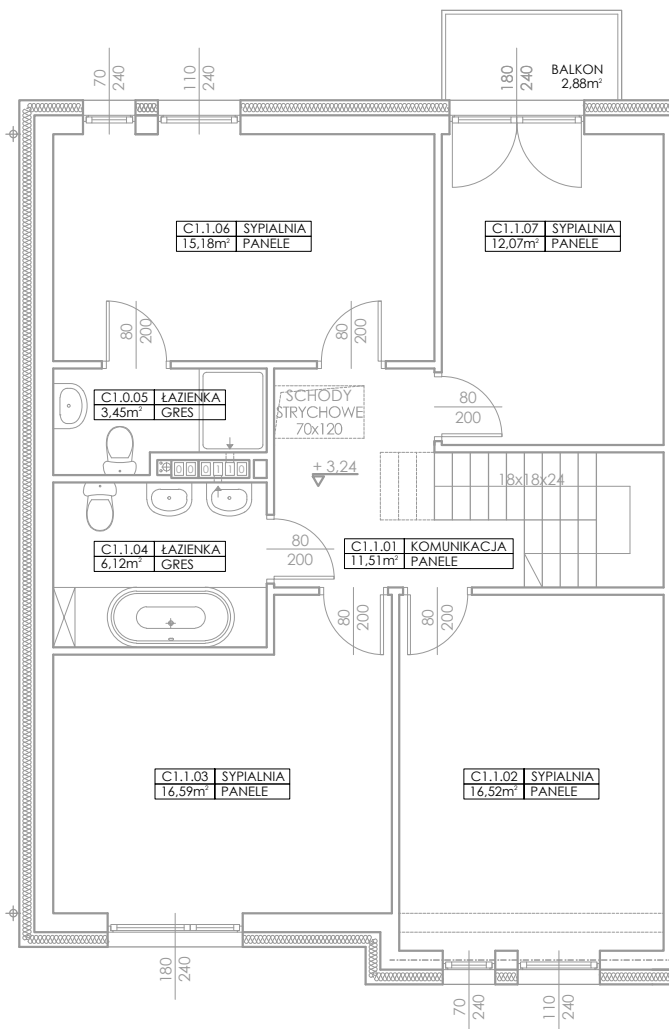 70
240
110
240
180
240
BALKON
2,88m²
C1.1.06 SYPIALNIA
15,18m² PANELE
C1.1.07 SYPIALNIA
12,07m² PANELE
80
200
80
200
C1.0.05 ŁAZIENKA
3,45m² GRES
SCHODY
STRYCHOWE
70x120
80
200
+ 3,24
18x18x24
C1.1.04 ŁAZIENKA
6,12m² GRES
80
200
C1.1.01 KOMUNIKACJA
11,51m² PANELE
80
200
80
200
C1.1.03 SYPIALNIA
16,59m² PANELE
C1.1.02 SYPIALNIA
16,52m² PANELE
180
240
70
240
110
240